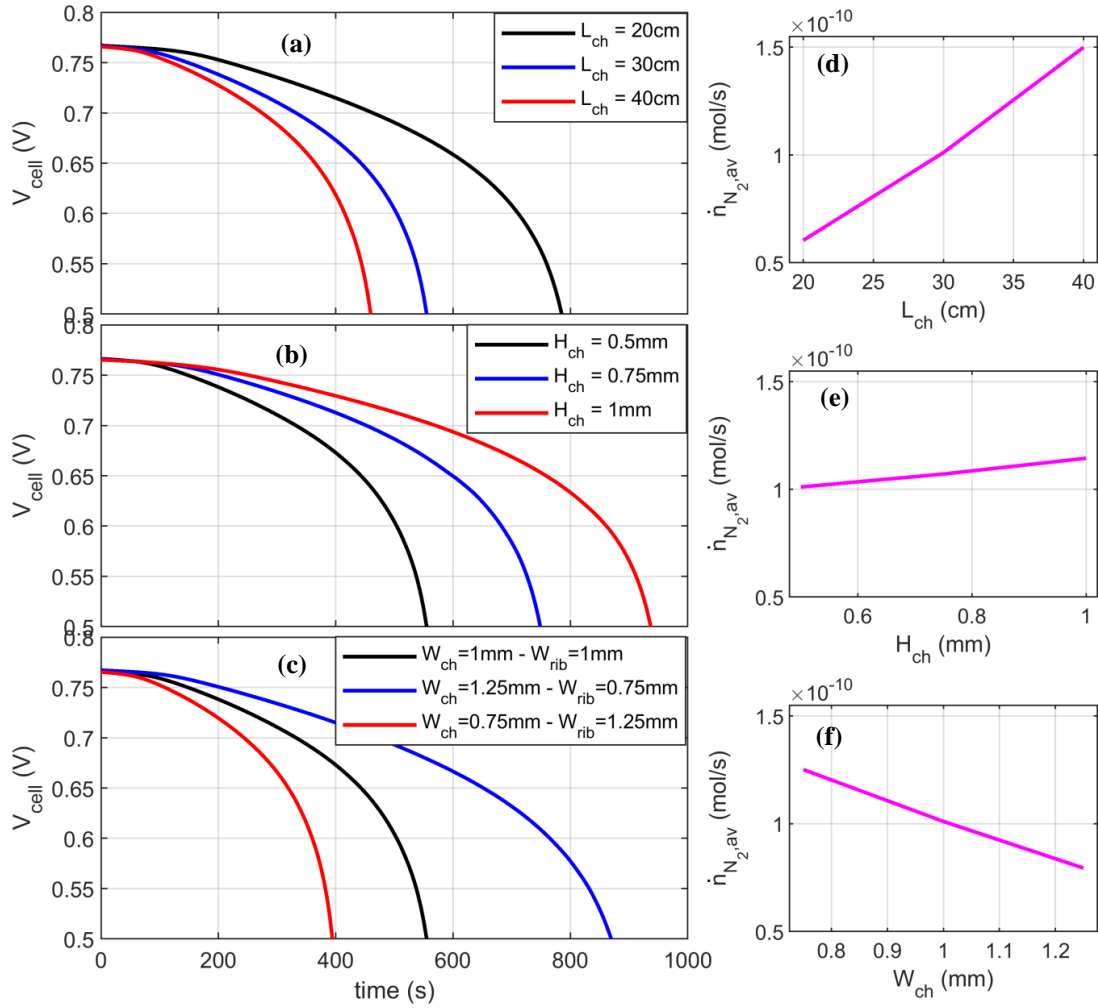 (a)
L_ch = 20cm
L_ch = 30cm
L_ch = 40cm
V_cell (V)
0.8
0.75
0.7
0.65
0.6
0.55
0.5
(b)
H_ch = 0.5mm
H_ch = 0.75mm
H_ch = 1mm
V_cell (V)
0.8
0.75
0.7
0.65
0.6
0.55
0.5
(c)
W_ch=1mm - W_rib=1mm
W_ch=1.25mm - W_rib=0.75mm
W_ch=0.75mm - W_rib=1.25mm
V_cell (V)
0.8
0.75
0.7
0.65
0.6
0.55
0.5
0 200 400 600 800 1000
time (s)
×10^-10
(d)
ṅ_N₂,av (mol/s)
1.5
1
0.5
20 25 30 35 40
L_ch (cm)
×10^-10
(e)
ṅ_N₂,av (mol/s)
1.5
1
0.5
0.6 0.8 1
H_ch (mm)
×10^-10
(f)
ṅ_N₂,av (mol/s)
1.5
1
0.5
0.8 0.9 1 1.1 1.2
W_ch (mm)